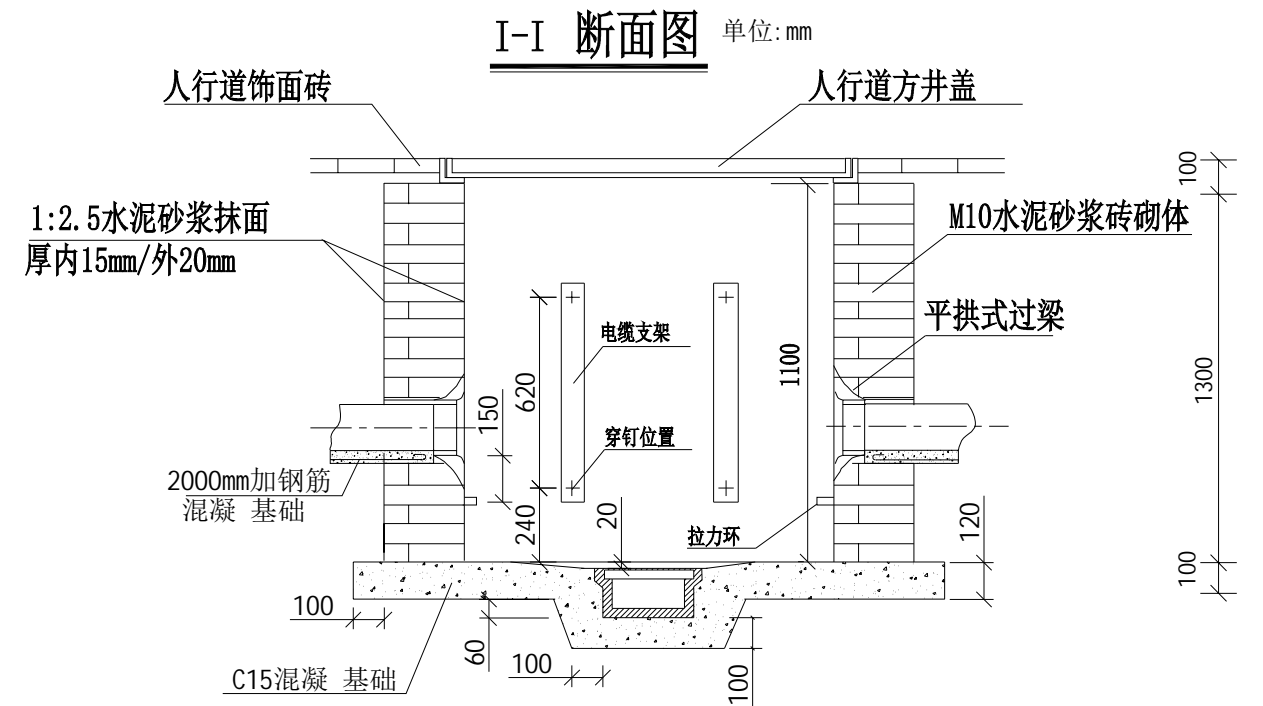 I-I 断面图 单位:mm
人行道饰面砖
人行道方井盖
100
1:2.5水泥砂浆抹面
厚内15mm/外20mm
M10水泥砂浆砖砌体
平拱式过梁
电缆支架
1100
1300
620
150
穿钉位置
2000mm加钢筋
混凝 基础
240
20
拉力环
120
100
100
60
100
100
C15混凝 基础